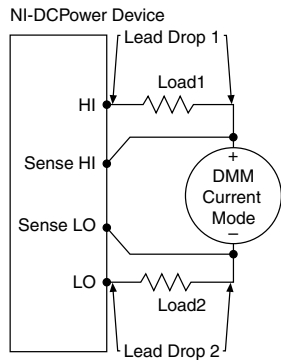 NI-DCPower Device
Lead Drop 1
Load1
HI
+
Sense HI
DMM
Current
Mode
Sense LO
–
LO
Load2
Lead Drop 2